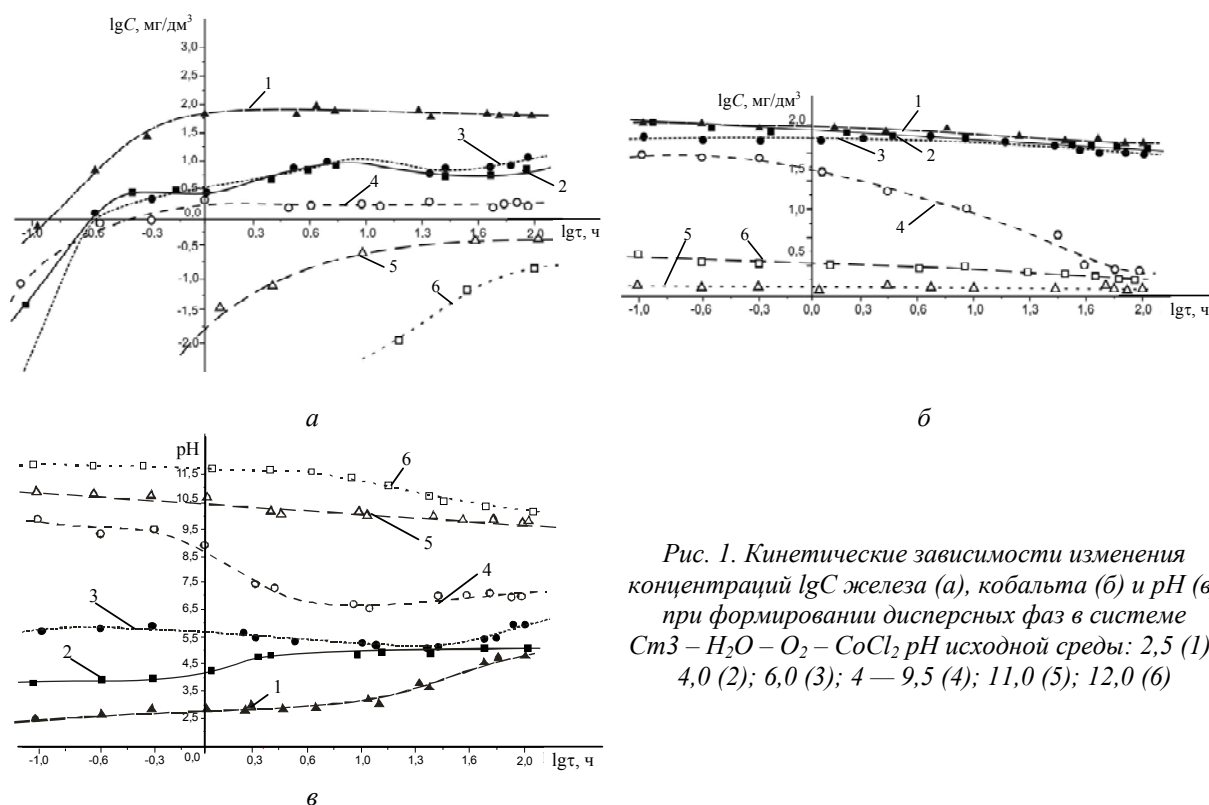 lgC, мг/дм³
3,0
2,5
2,0
1,5
1,0
0,5
0,0
-0,5
-1,0
-1,5
-2,0
-1,0 -0,6 -0,3 0,3 0,6 1,0 1,3 1,6 2,0
lgτ, ч
1
3
2
4
5
6
а
lgC, мг/дм³
2,0
1,5
1,0
0,5
-1,0 -0,6 -0,3 0,0 0,3 0,6 1,0 1,3 1,6 2,0
lgτ, ч
1
2
3
4
5
6
б
pH
11,5
10,5
9,5
8,5
7,5
6,5
5,5
4,5
3,5
2,5
-1,0 -0,6 -0,3 0,0 0,3 0,6 1,0 1,3 1,6 2,0
lgτ, ч
6
5
4
3
2
1
в
Рис. 1. Кинетические зависимости изменения
концентраций lgC железа (а), кобальта (б) и pH (в
при формировании дисперсных фаз в системе
Ст3 – H₂O – O₂ – CoCl₂ pH исходной среды: 2,5 (1)
4,0 (2); 6,0 (3); 4 — 9,5 (4); 11,0 (5); 12,0 (6)